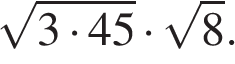 √3 · 45 · √8.